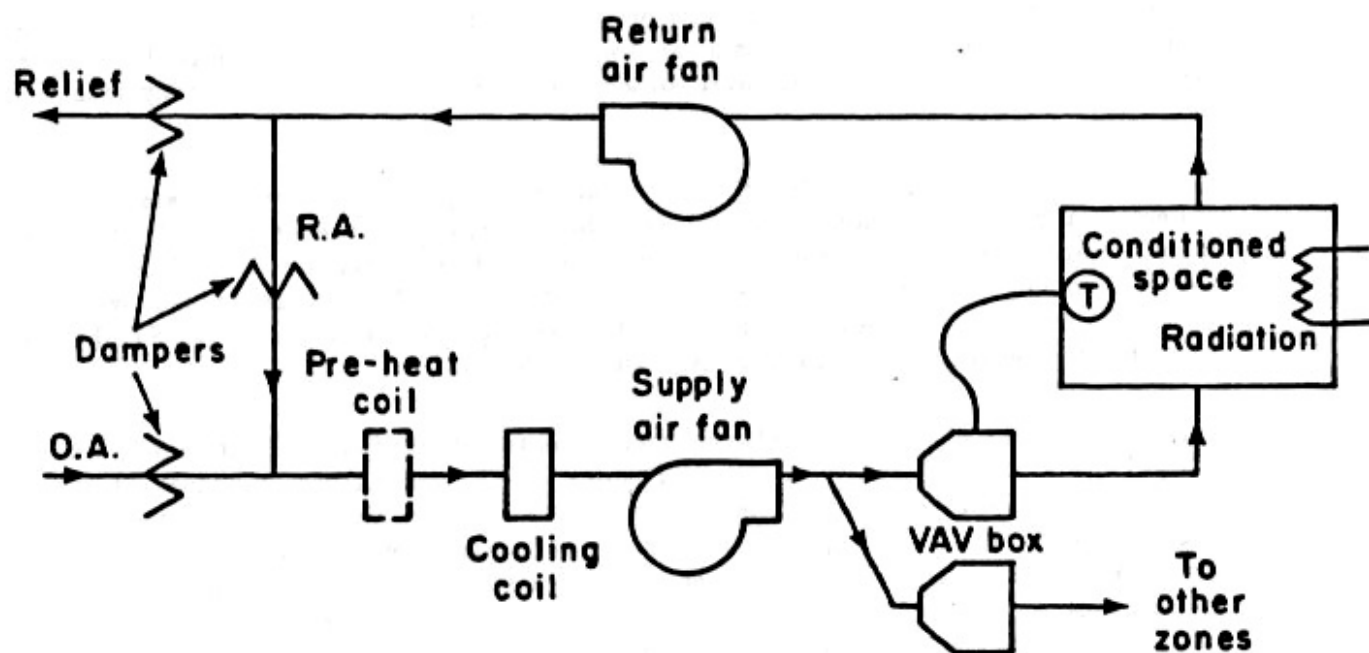 Return
air fan
Relief
R.A.
Conditioned
space
T
Radiation
Dampers
Pre-heat
coil
Supply
air fan
O.A.
Cooling
coil
VAV box
To
other
zones